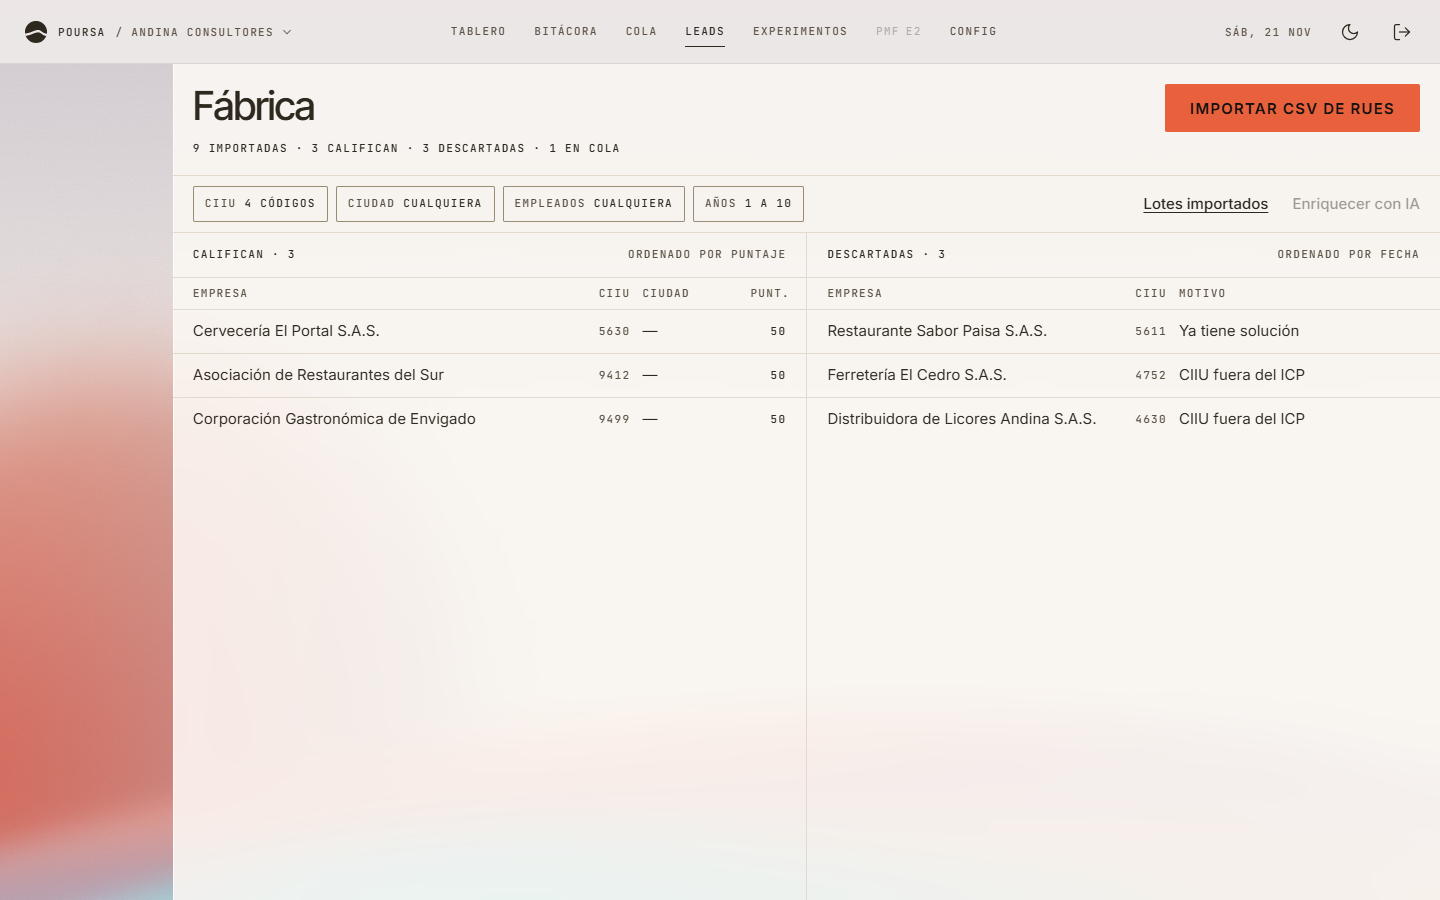 POURSA / ANDINA CONSULTORES
TABLERO BITÁCORA COLA LEADS EXPERIMENTOS PMF E2 CONFIG
SÁB, 21 NOV
Fábrica
IMPORTAR CSV DE RUES
9 IMPORTADAS · 3 CALIFICAN · 3 DESCARTADAS · 1 EN COLA
CIIU 4 CÓDIGOS CIUDAD CUALQUIERA EMPLEADOS CUALQUIERA AÑOS 1 A 10
Lotes importados Enriquecer con IA
CALIFICAN · 3 ORDENADO POR PUNTAJE
EMPRESA CIIU CIUDAD PUNT.
Cervecería El Portal S.A.S. 5630 — 50
Asociación de Restaurantes del Sur 9412 — 50
Corporación Gastronómica de Envigado 9499 — 50
DESCARTADAS · 3 ORDENADO POR FECHA
EMPRESA CIIU MOTIVO
Restaurante Sabor Paisa S.A.S. 5611 Ya tiene solución
Ferretería El Cedro S.A.S. 4752 CIIU fuera del ICP
Distribuidora de Licores Andina S.A.S. 4630 CIIU fuera del ICP